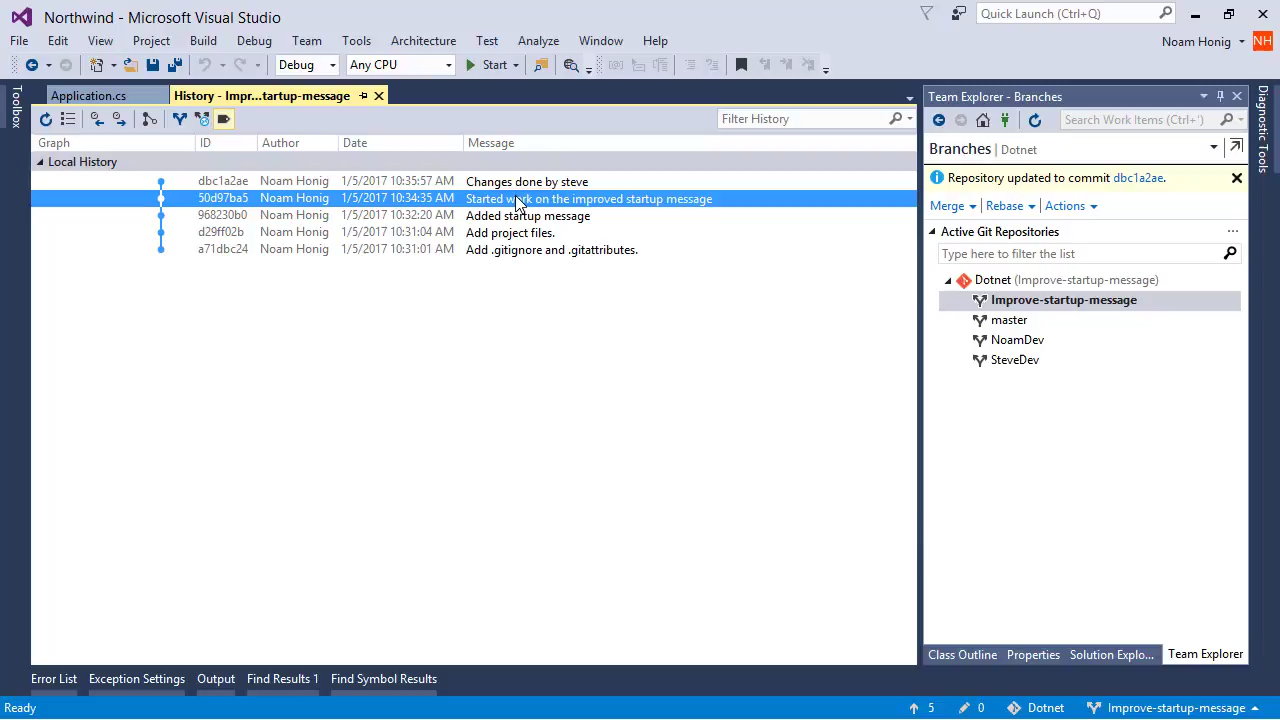 Northwind - Microsoft Visual Studio
Quick Launch (Ctrl+Q)
File Edit View Project Build Debug Team Tools Architecture Test Analyze Window Help
Noam Honig NH
Debug Any CPU Start
Toolbox
Application.cs History - Impr...tartup-message
Filter History
Graph ID Author Date Message
Local History
dbc1a2ae Noam Honig 1/5/2017 10:35:57 AM Changes done by steve
50d97ba5 Noam Honig 1/5/2017 10:34:35 AM Started work on the improved startup message
968230b0 Noam Honig 1/5/2017 10:32:20 AM Added startup message
d29ff02b Noam Honig 1/5/2017 10:31:04 AM Add project files.
a71dbc24 Noam Honig 1/5/2017 10:31:01 AM Add .gitignore and .gitattributes.
Team Explorer - Branches
Search Work Items (Ctrl+')
Branches | Dotnet
Repository updated to commit dbc1a2ae.
Merge Rebase Actions
Active Git Repositories ...
Type here to filter the list
Dotnet (Improve-startup-message)
Improve-startup-message
master
NoamDev
SteveDev
Class Outline Properties Solution Explo... Team Explorer
Diagnostic Tools
Error List Exception Settings Output Find Results 1 Find Symbol Results
Ready 5 0 Dotnet Improve-startup-message